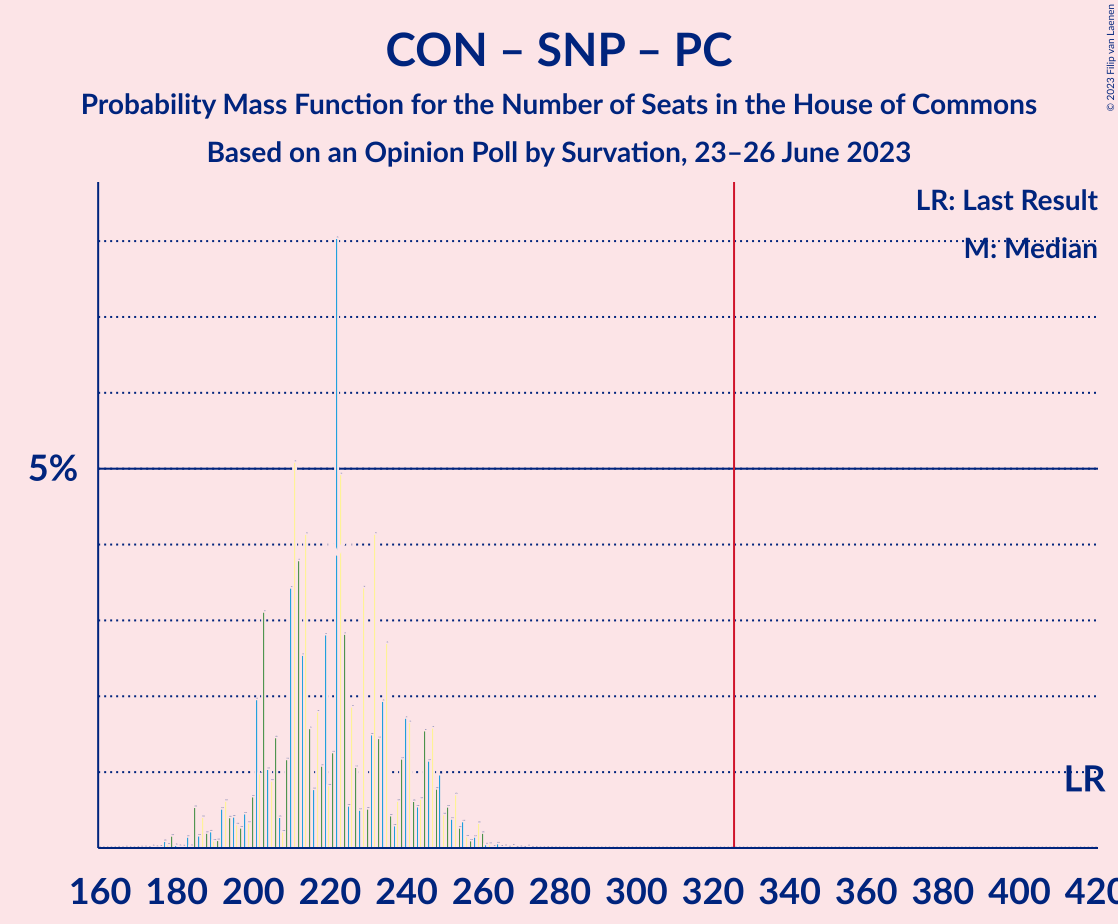 CON – SNP – PC
Probability Mass Function for the Number of Seats in the House of Commons
Based on an Opinion Poll by Survation, 23–26 June 2023
© 2023 Filip van Laenen
LR: Last Result
M: Median
5%
LR
160 180 200 220 240 260 280 300 320 340 360 380 400 420